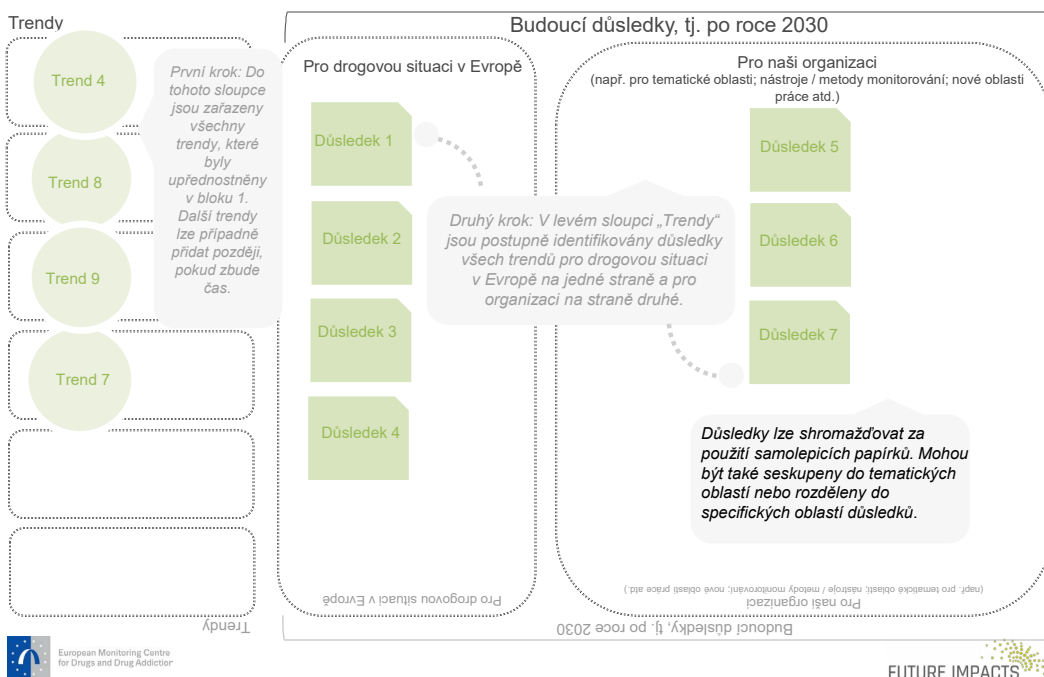 Trendy
Budoucí důsledky, tj. po roce 2030
Trend 4
Trend 8
Trend 9
Trend 7
První krok: Do
tohoto sloupce
jsou zařazeny
všechny
trendy, které
byly
upřednostněny
v bloku 1.
Další trendy
lze případně
přidat později,
pokud zbude
čas.
Pro drogovou situaci v Evropě
Důsledek 1
Důsledek 2
Důsledek 3
Důsledek 4
Druhý krok: V levém sloupci „Trendy“
jsou postupně identifikovány důsledky
všech trendů pro drogovou situaci
v Evropě na jedné straně a pro
organizaci na straně druhé.
Pro naši organizaci
(např. pro tematické oblasti; nástroje / metody monitorování; nové oblasti
práce atd.)
Důsledek 5
Důsledek 6
Důsledek 7
Důsledky lze shromažďovat za
použití samolepicích papírků. Mohou
být také seskupeny do tematických
oblastí nebo rozděleny do
specifických oblastí důsledků.
Pro drogovou situaci v Evropě
Pro naši organizaci
(např. pro tematické oblasti; nástroje / metody monitorování; nové oblasti práce atd.)
Trendy
Budoucí důsledky, tj. po roce 2030
European Monitoring Centre
for Drugs and Drug Addiction
FUTURE IMPACTS